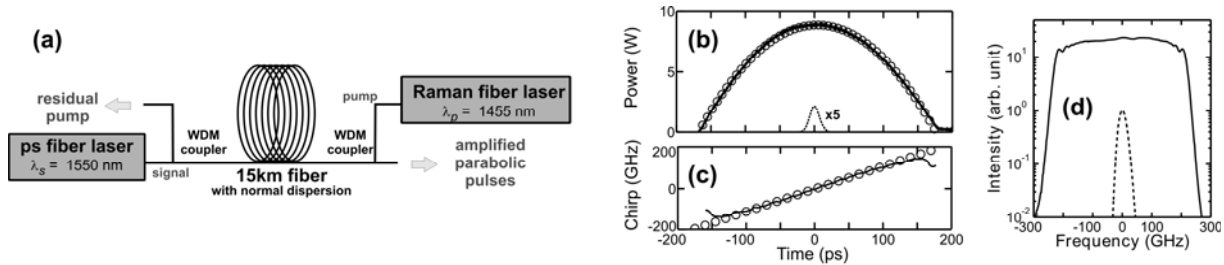 (a)
residual
pump
ps fiber laser
λs = 1550 nm
WDM
coupler
signal
15km fiber
with normal dispersion
WDM
coupler
pump
Raman fiber laser
λp = 1455 nm
amplified
parabolic
pulses
(b)
Power (W)
10
5
0
x5
(c)
Chirp (GHz)
200
0
-200
-200
-100
0
100
200
Time (ps)
(d)
Intensity (arb. unit)
10²
10¹
10⁰
10⁻¹
10⁻²
-300
0
300
Frequency (GHz)